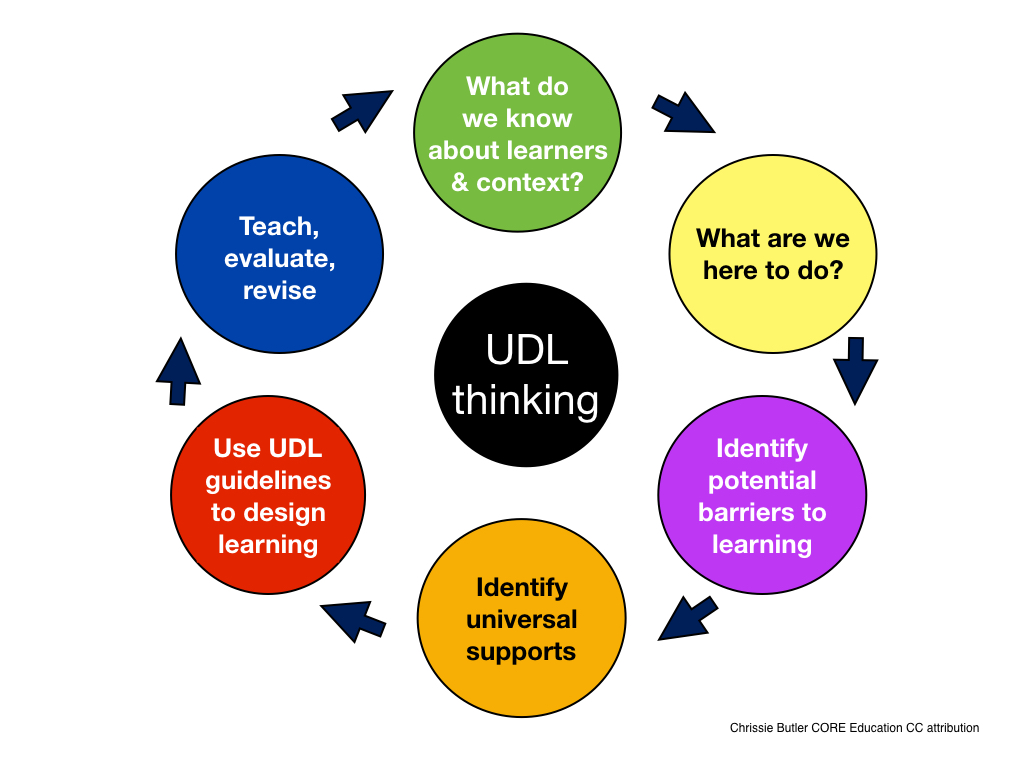 What do
we know
about learners
& context?
What are we
here to do?
Identify
potential
barriers to
learning
Identify
universal
supports
Use UDL
guidelines
to design
learning
Teach,
evaluate,
revise
UDL
thinking
Chrissie Butler CORE Education CC attribution